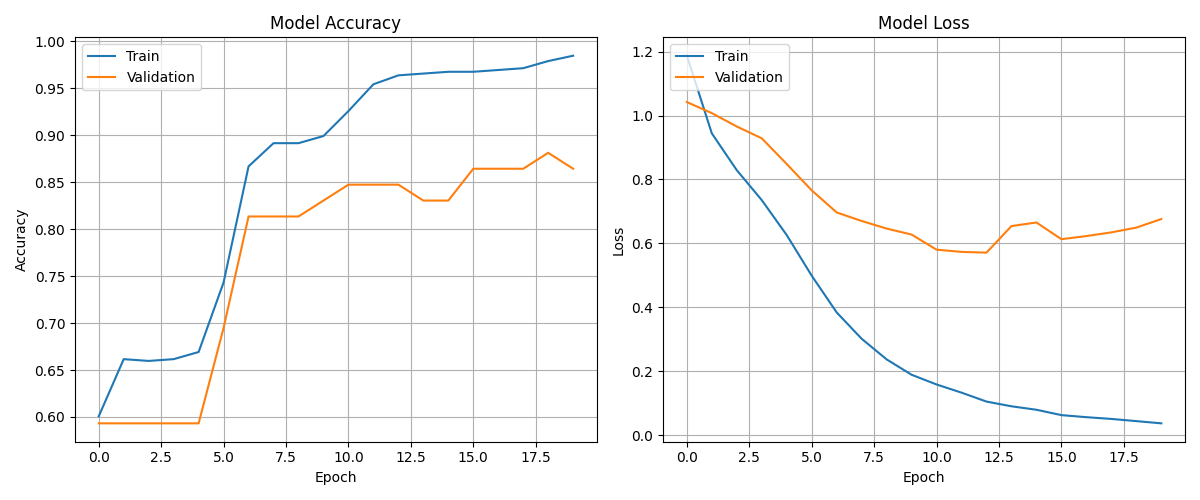 Model Accuracy
Train
Validation
1.00
0.95
0.90
0.85
0.80
0.75
0.70
0.65
0.60
Accuracy
0.0 2.5 5.0 7.5 10.0 12.5 15.0 17.5
Epoch
Model Loss
Train
Validation
1.2
1.0
0.8
0.6
0.4
0.2
0.0
Loss
0.0 2.5 5.0 7.5 10.0 12.5 15.0 17.5
Epoch